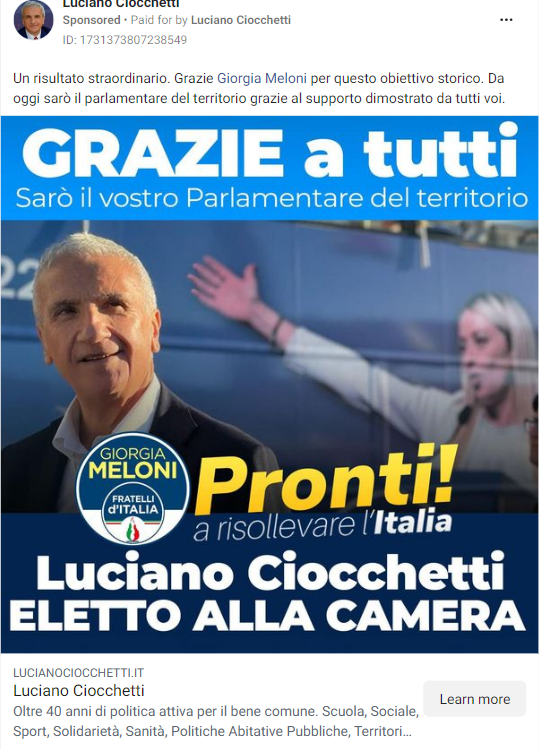 Luciano Ciocchetti
Sponsored • Paid for by Luciano Ciocchetti
ID: 1731373807238549
Un risultato straordinario. Grazie Giorgia Meloni per questo obiettivo storico. Da
oggi sarò il parlamentare del territorio grazie al supporto dimostrato da tutti voi.
GRAZIE a tutti
Sarò il vostro Parlamentare del territorio
22
GIORGIA
MELONI
FRATELLI
d'ITALIA
Pronti!
a risollevare l'Italia
Luciano Ciocchetti
ELETTO ALLA CAMERA
LUCIANOCIOCCHETTI.IT
Luciano Ciocchetti
Oltre 40 anni di politica attiva per il bene comune. Scuola, Sociale,
Sport, Solidarietà, Sanità, Politiche Abitative Pubbliche, Territori...
Learn more